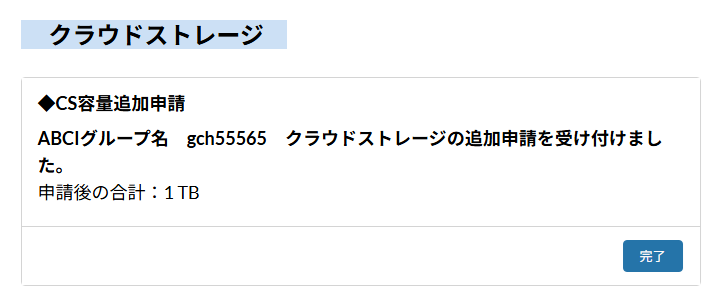 クラウドストレージ
◆CS容量追加申請
ABCIグループ名　gch55565　クラウドストレージの追加申請を受け付けまし
た。
申請後の合計：1 TB
完了